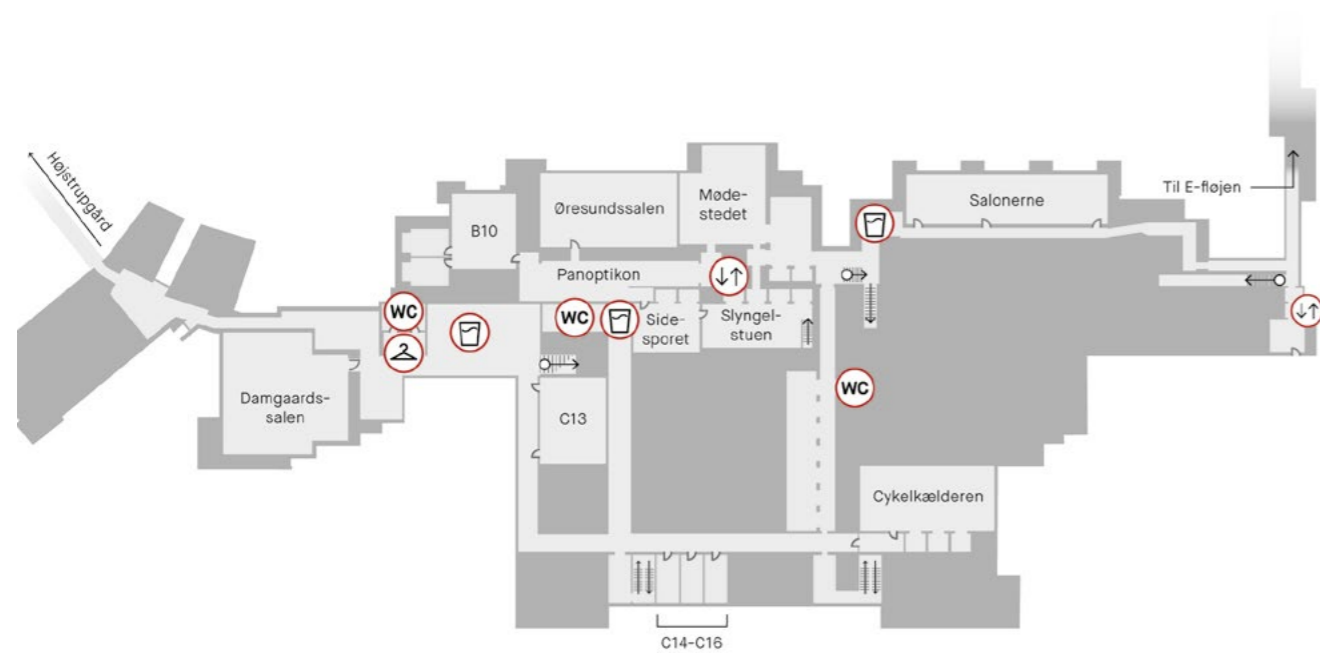 Højstrupgård
Til E-fløjen
Møde-
stedet
Salonerne
Øresundssalen
B10
Panoptikon
WC
WC
Side-
sporet
Slyngel-
stuen
Damgaards-
salen
C13
WC
Cykelkælderen
C14-C16